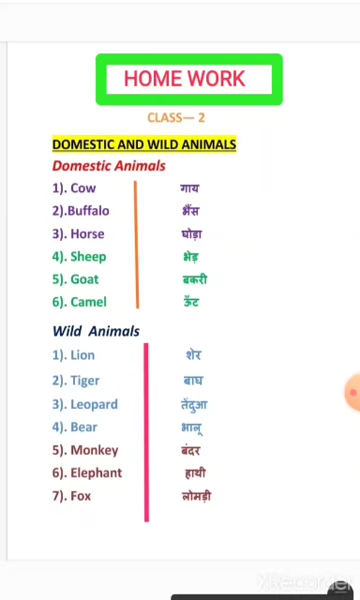 HOME WORK
CLASS— 2
DOMESTIC AND WILD ANIMALS
Domestic Animals
1). Cow गाय
2).Buffalo भैंस
3). Horse घोड़ा
4). Sheep भेड़
5). Goat बकरी
6). Camel ऊँट
Wild Animals
1). Lion शेर
2). Tiger बाघ
3). Leopard तेंदुआ
4). Bear भालू
5). Monkey बंदर
6). Elephant हाथी
7). Fox लोमड़ी
XRecorder